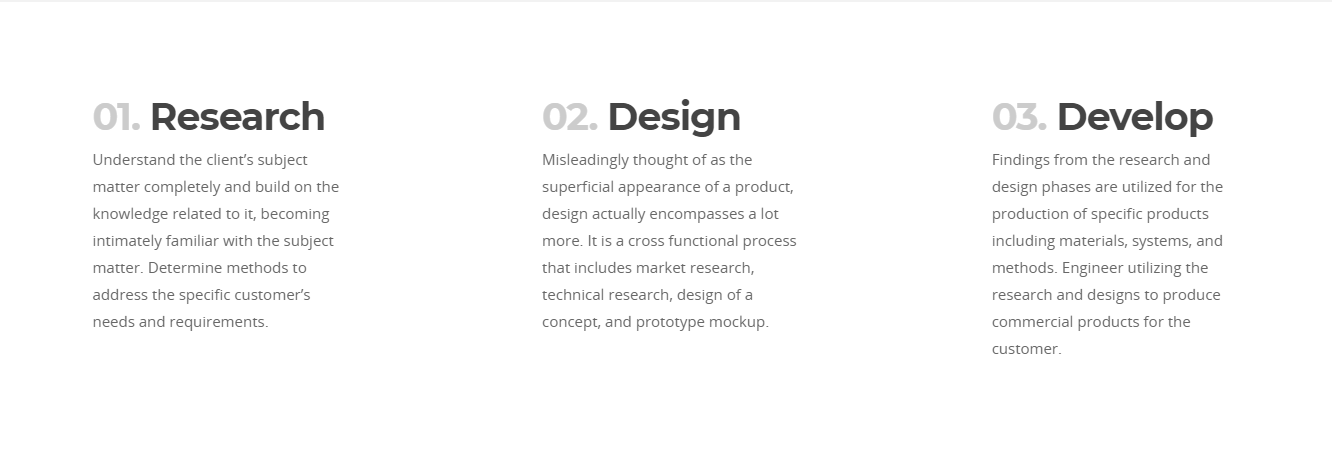 01. Research
Understand the client’s subject
matter completely and build on the
knowledge related to it, becoming
intimately familiar with the subject
matter. Determine methods to
address the specific customer’s
needs and requirements.
02. Design
Misleadingly thought of as the
superficial appearance of a product,
design actually encompasses a lot
more. It is a cross functional process
that includes market research,
technical research, design of a
concept, and prototype mockup.
03. Develop
Findings from the research and
design phases are utilized for the
production of specific products
including materials, systems, and
methods. Engineer utilizing the
research and designs to produce
commercial products for the
customer.